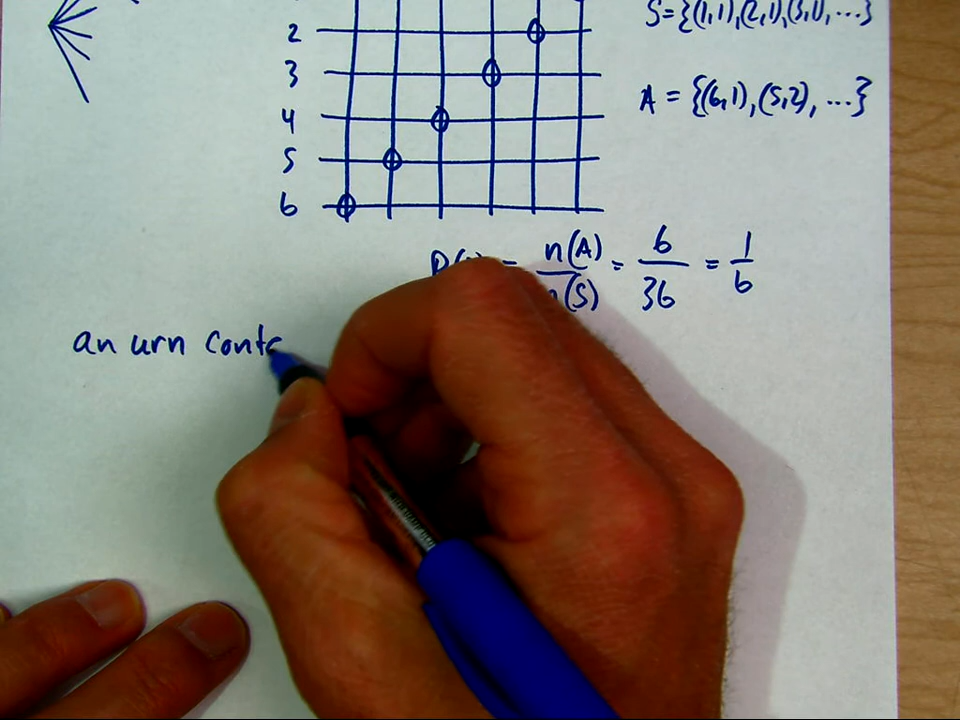 S={(1,1),(2,1),(3,1),...}
2
3
A = {(6,1),(5,2), ...}
4
5
6
n(A)/n(S) = 6/36 = 1/6
an urn conta